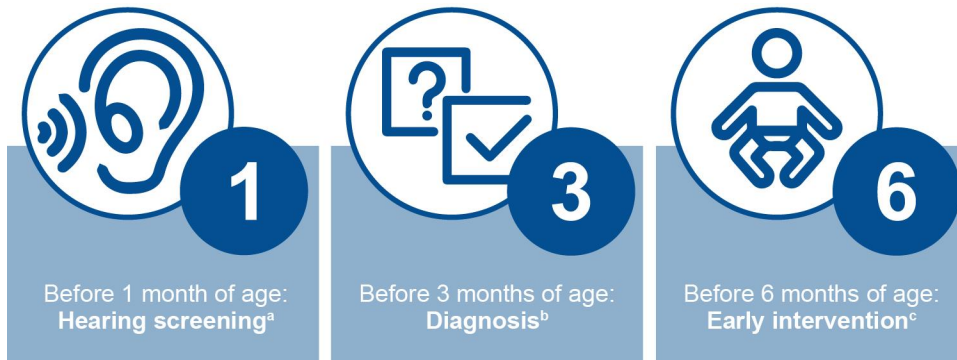 ?
1
3
6
Before 1 month of age:
Hearing screeningᵃ
Before 3 months of age:
Diagnosisᵇ
Before 6 months of age:
Early interventionᶜ